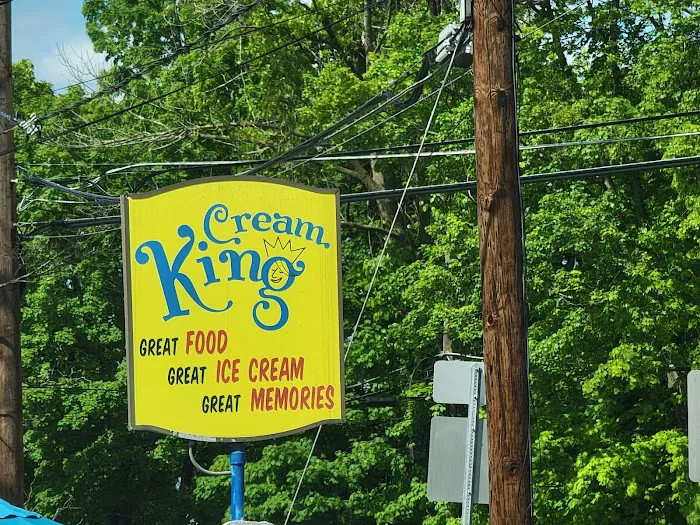 Cream
King
GREAT FOOD
GREAT ICE CREAM
GREAT MEMORIES